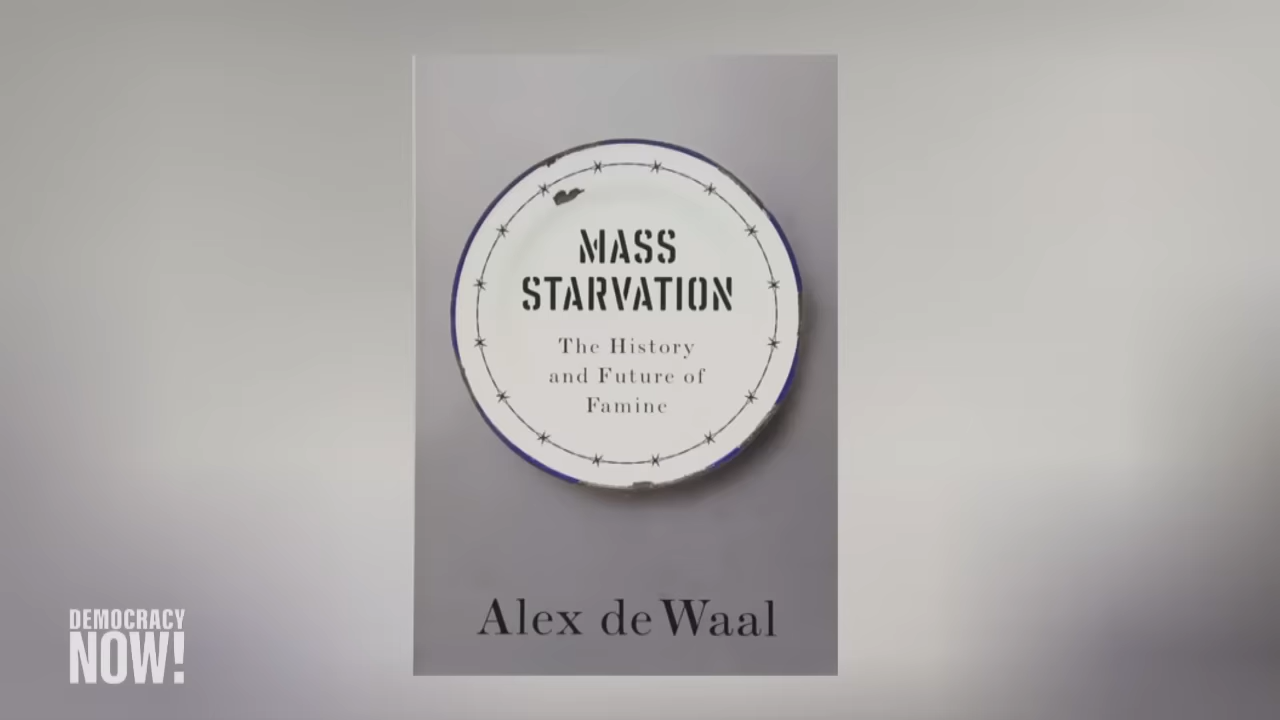 MASS
STARVATION
The History
and Future of
Famine
Alex de Waal
DEMOCRACY
NOW!